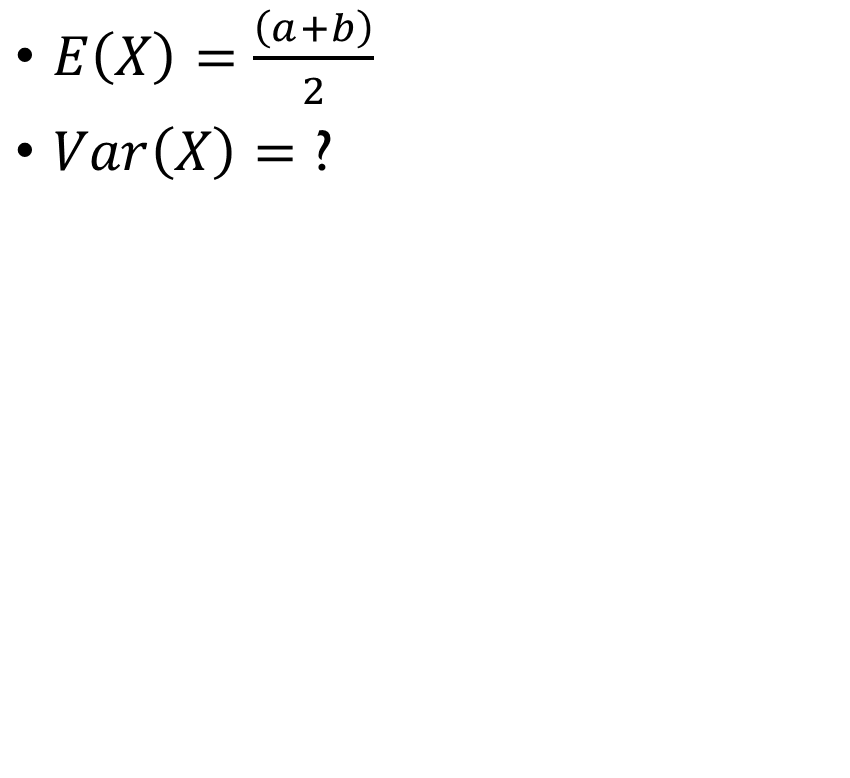 • E(X) = (a+b)/2
• Var(X) = ?